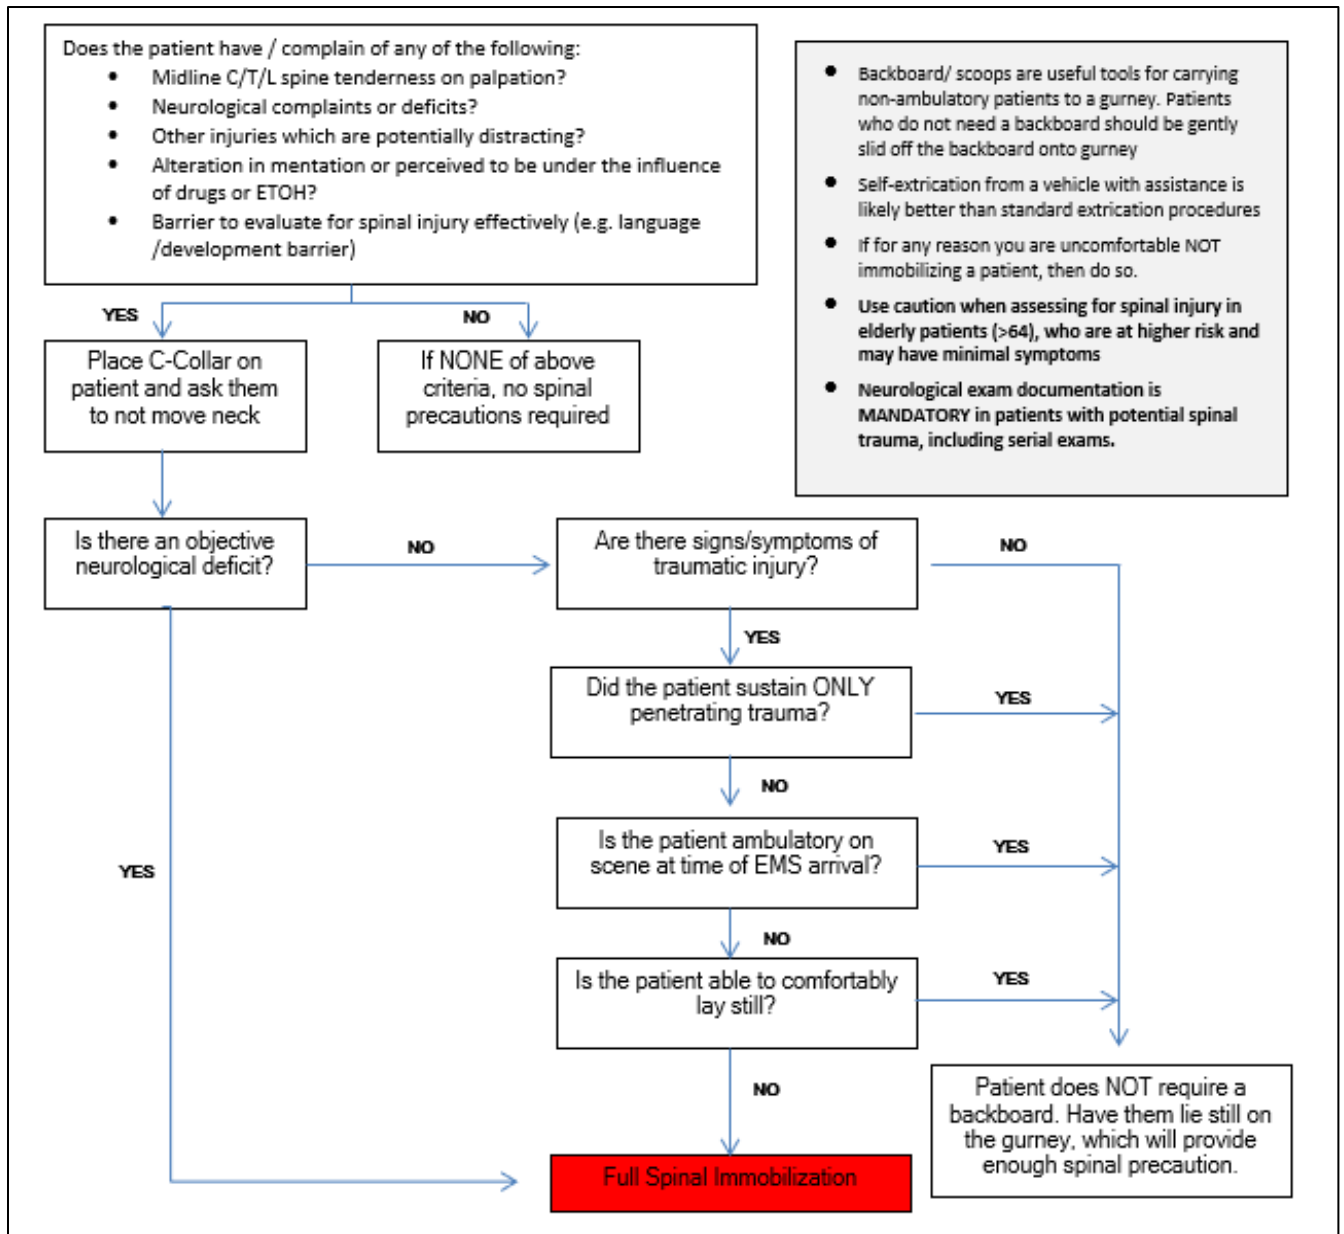 Does the patient have / complain of any of the following:
• Midline C/T/L spine tenderness on palpation?
• Neurological complaints or deficits?
• Other injuries which are potentially distracting?
• Alteration in mentation or perceived to be under the influence
of drugs or ETOH?
• Barrier to evaluate for spinal injury effectively (e.g. language
/development barrier)
• Backboard/ scoops are useful tools for carrying
non-ambulatory patients to a gurney. Patients
who do not need a backboard should be gently
slid off the backboard onto gurney
• Self-extrication from a vehicle with assistance is
likely better than standard extrication procedures
• If for any reason you are uncomfortable NOT
immobilizing a patient, then do so.
• Use caution when assessing for spinal injury in
elderly patients (>64), who are at higher risk and
may have minimal symptoms
• Neurological exam documentation is
MANDATORY in patients with potential spinal
trauma, including serial exams.
YES
NO
Place C-Collar on
patient and ask them
to not move neck
If NONE of above
criteria, no spinal
precautions required
Is there an objective
neurological deficit?
NO
Are there signs/symptoms of
traumatic injury?
NO
YES
Did the patient sustain ONLY
penetrating trauma?
YES
NO
Is the patient ambulatory on
scene at time of EMS arrival?
YES
YES
NO
Is the patient able to comfortably
lay still?
YES
NO
Patient does NOT require a
backboard. Have them lie still on
the gurney, which will provide
enough spinal precaution.
Full Spinal Immobilization